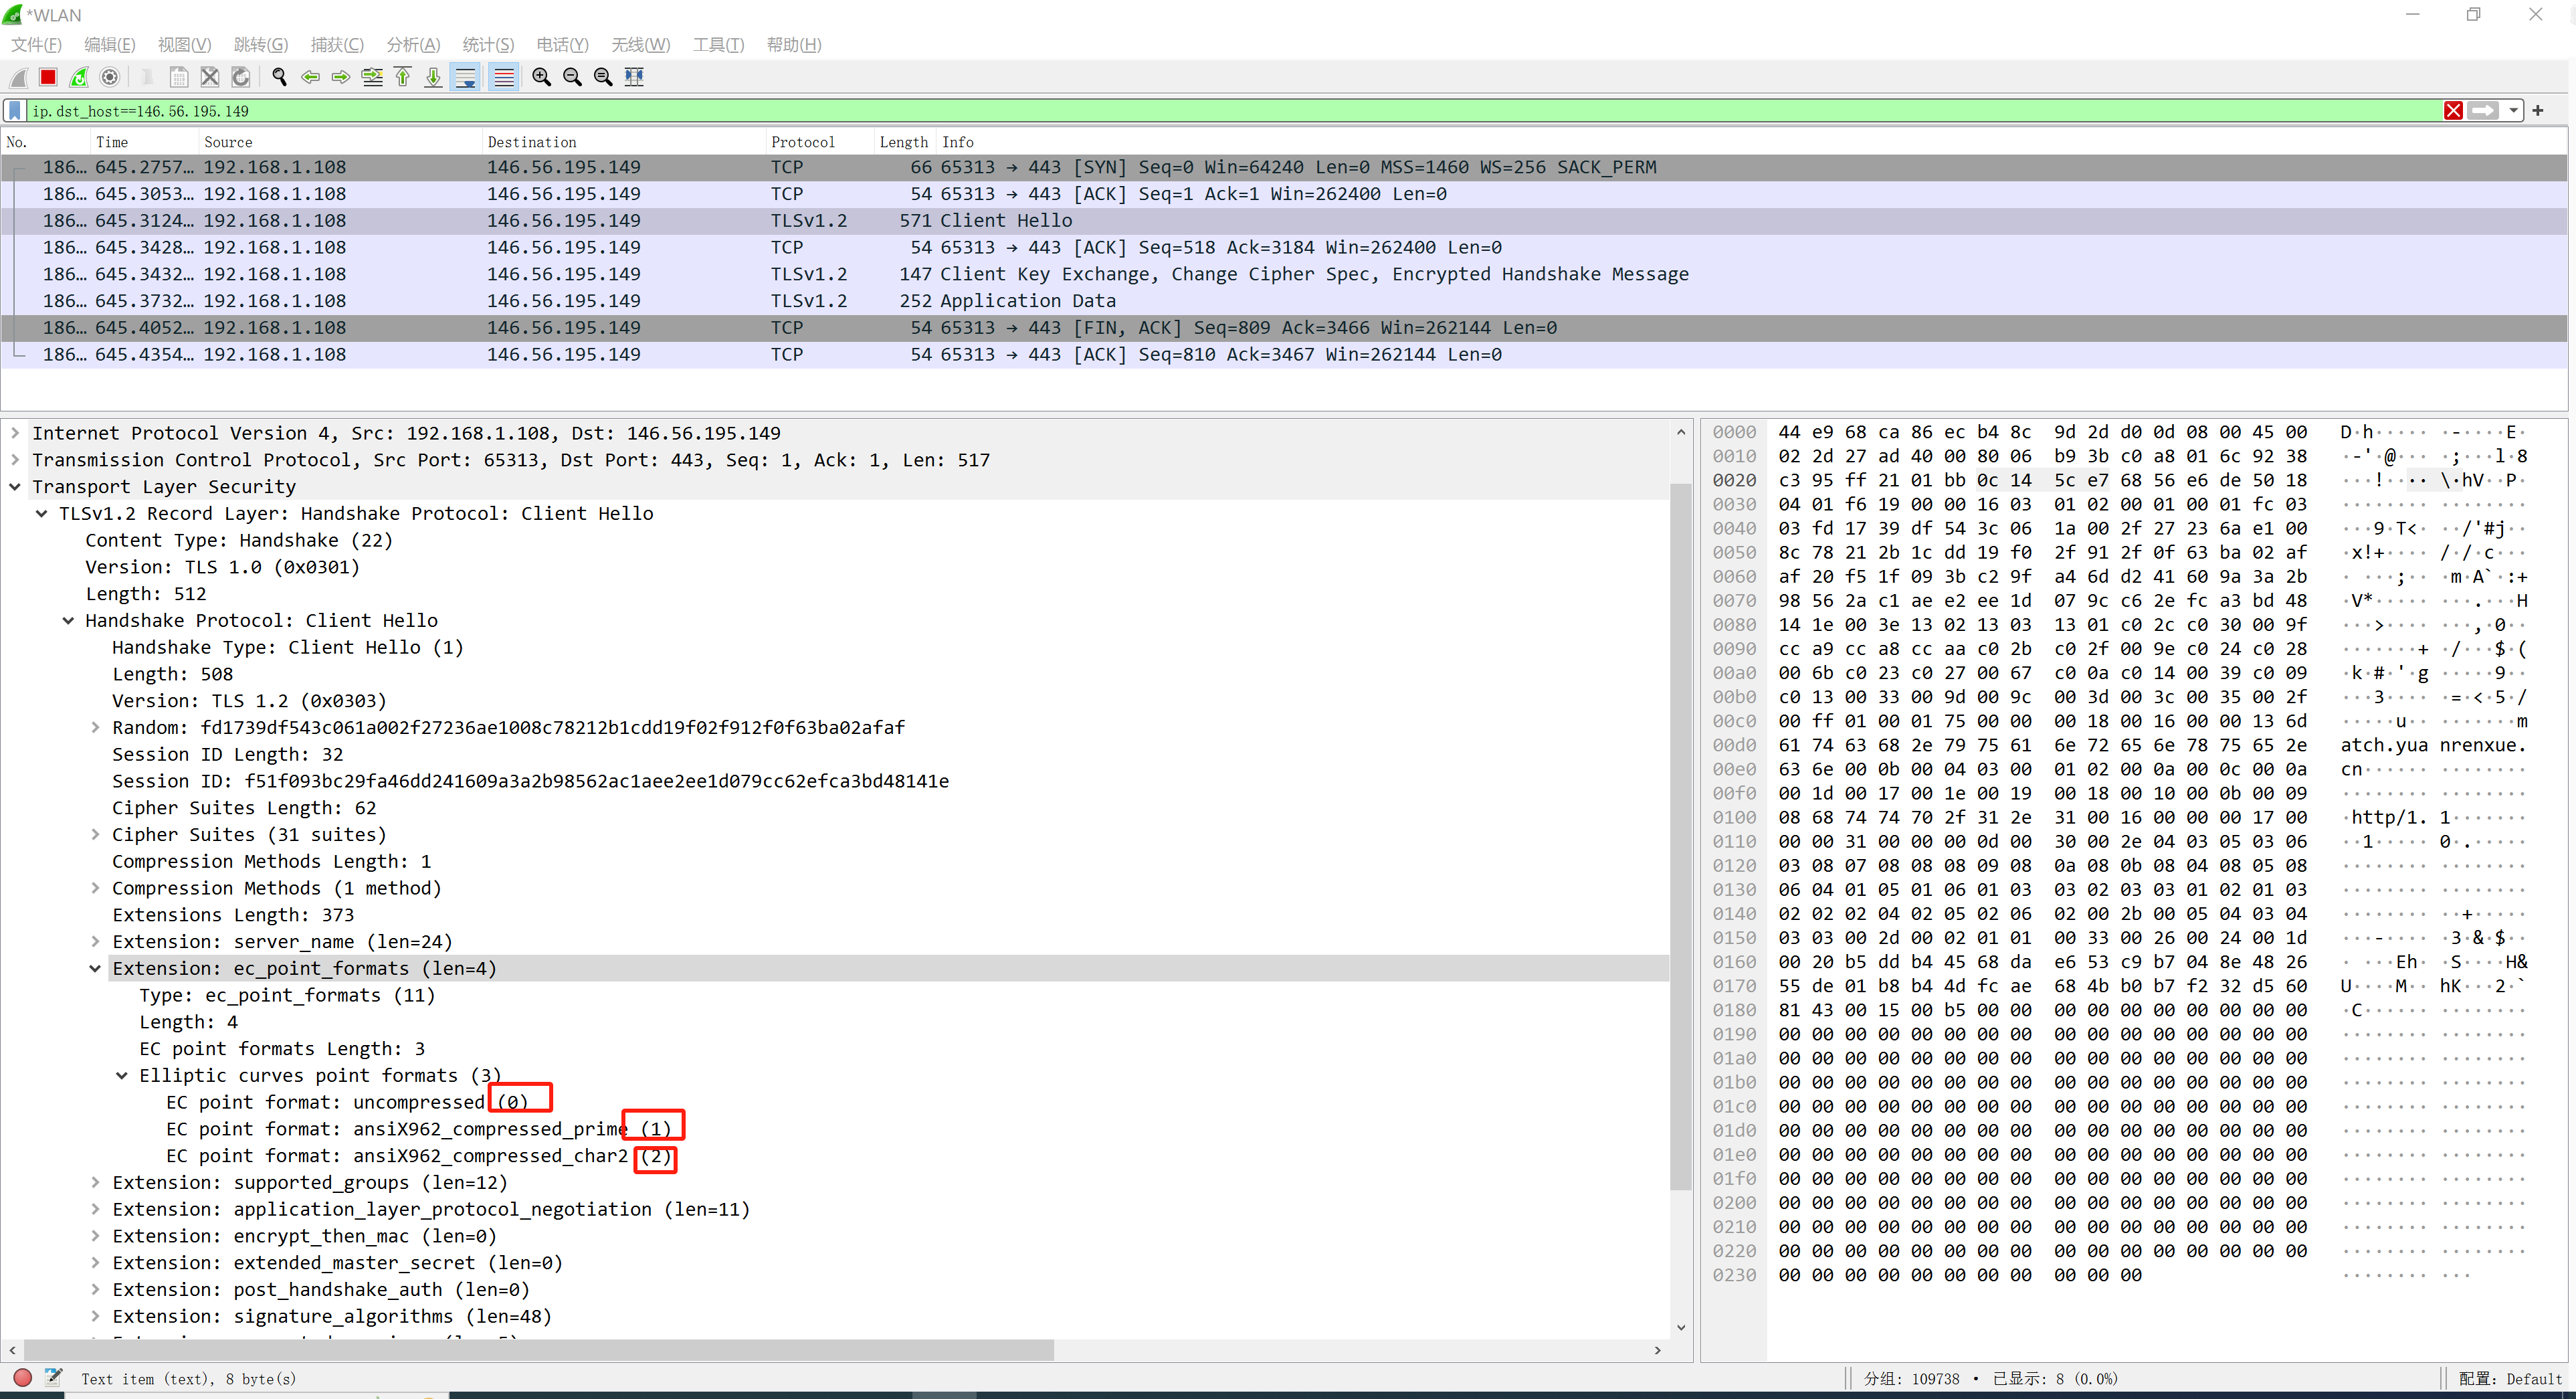 *WLAN
文件(F) 编辑(E) 视图(V) 跳转(G) 捕获(C) 分析(A) 统计(S) 电话(Y) 无线(W) 工具(T) 帮助(H)
ip.dst_host==146.56.195.149
No. Time Source Destination Protocol Length Info
186… 645.2757… 192.168.1.108 146.56.195.149 TCP 66 65313 → 443 [SYN] Seq=0 Win=64240 Len=0 MSS=1460 WS=256 SACK_PERM
186… 645.3053… 192.168.1.108 146.56.195.149 TCP 54 65313 → 443 [ACK] Seq=1 Ack=1 Win=262400 Len=0
186… 645.3124… 192.168.1.108 146.56.195.149 TLSv1.2 571 Client Hello
186… 645.3428… 192.168.1.108 146.56.195.149 TCP 54 65313 → 443 [ACK] Seq=518 Ack=3184 Win=262400 Len=0
186… 645.3432… 192.168.1.108 146.56.195.149 TLSv1.2 147 Client Key Exchange, Change Cipher Spec, Encrypted Handshake Message
186… 645.3732… 192.168.1.108 146.56.195.149 TLSv1.2 252 Application Data
186… 645.4052… 192.168.1.108 146.56.195.149 TCP 54 65313 → 443 [FIN, ACK] Seq=809 Ack=3466 Win=262144 Len=0
186… 645.4354… 192.168.1.108 146.56.195.149 TCP 54 65313 → 443 [ACK] Seq=810 Ack=3467 Win=262144 Len=0
Internet Protocol Version 4, Src: 192.168.1.108, Dst: 146.56.195.149
Transmission Control Protocol, Src Port: 65313, Dst Port: 443, Seq: 1, Ack: 1, Len: 517
Transport Layer Security
TLSv1.2 Record Layer: Handshake Protocol: Client Hello
Content Type: Handshake (22)
Version: TLS 1.0 (0x0301)
Length: 512
Handshake Protocol: Client Hello
Handshake Type: Client Hello (1)
Length: 508
Version: TLS 1.2 (0x0303)
Random: fd1739df543c061a002f27236ae1008c78212b1cdd19f02f912f0f63ba02afaf
Session ID Length: 32
Session ID: f51f093bc29fa46dd241609a3a2b98562ac1aee2ee1d079cc62efca3bd48141e
Cipher Suites Length: 62
Cipher Suites (31 suites)
Compression Methods Length: 1
Compression Methods (1 method)
Extensions Length: 373
Extension: server_name (len=24)
Extension: ec_point_formats (len=4)
Type: ec_point_formats (11)
Length: 4
EC point formats Length: 3
Elliptic curves point formats (3)
EC point format: uncompressed (0)
EC point format: ansiX962_compressed_prime (1)
EC point format: ansiX962_compressed_char2 (2)
Extension: supported_groups (len=12)
Extension: application_layer_protocol_negotiation (len=11)
Extension: encrypt_then_mac (len=0)
Extension: extended_master_secret (len=0)
Extension: post_handshake_auth (len=0)
Extension: signature_algorithms (len=48)
0000 44 e9 68 ca 86 ec b4 8c 9d 2d d0 0d 08 00 45 00 D·h····· ·-····E·
0010 02 2d 27 ad 40 00 80 06 b9 3b c0 a8 01 6c 92 38 ·-'·@··· ·;···l·8
0020 c3 95 ff 21 01 bb 0c 14 5c e7 68 56 e6 de 50 18 ···!···· \·hV··P·
0030 04 01 f6 19 00 00 16 03 01 02 00 01 00 01 fc 03 ········ ········
0040 03 fd 17 39 df 54 3c 06 1a 00 2f 27 23 6a e1 00 ···9·T<· ··/'#j··
0050 8c 78 21 2b 1c dd 19 f0 2f 91 2f 0f 63 ba 02 af ·x!+···· /·/·c···
0060 af 20 f5 1f 09 3b c2 9f a4 6d d2 41 60 9a 3a 2b · ···;·· ·m·A`·:+
0070 98 56 2a c1 ae e2 ee 1d 07 9c c6 2e fc a3 bd 48 ·V*····· ···.···H
0080 14 1e 00 3e 13 02 13 03 13 01 c0 2c c0 30 00 9f ···>···· ···,·0··
0090 cc a9 cc a8 cc aa c0 2b c0 2f 00 9e c0 24 c0 28 ·······+ ·/···$·(
00a0 00 6b c0 23 c0 27 00 67 c0 0a c0 14 00 39 c0 09 ·k·#·'·g ·····9··
00b0 c0 13 00 33 00 9d 00 9c 00 3d 00 3c 00 35 00 2f ···3···· ·=·<·5·/
00c0 00 ff 01 00 01 75 00 00 00 18 00 16 00 00 13 6d ·····u·· ·······m
00d0 61 74 63 68 2e 79 75 61 6e 72 65 6e 78 75 65 2e atch.yua nrenxue.
00e0 63 6e 00 0b 00 04 03 00 01 02 00 0a 00 0c 00 0a cn······ ········
00f0 00 1d 00 17 00 1e 00 19 00 18 00 10 00 0b 00 09 ········ ········
0100 08 68 74 74 70 2f 31 2e 31 00 16 00 00 00 17 00 ·http/1. 1·······
0110 00 00 31 00 00 00 0d 00 30 00 2e 04 03 05 03 06 ··1····· 0·.·····
0120 03 08 07 08 08 08 09 08 0a 08 0b 08 04 08 05 08 ········ ········
0130 06 04 01 05 01 06 01 03 03 02 03 03 01 02 01 03 ········ ········
0140 02 02 02 04 02 05 02 06 02 00 2b 00 05 04 03 04 ········ ··+·····
0150 03 03 00 2d 00 02 01 01 00 33 00 26 00 24 00 1d ···-···· ·3·&·$··
0160 00 20 b5 dd b4 45 68 da e6 53 c9 b7 04 8e 48 26 · ···Eh· ·S····H&
0170 55 de 01 b8 b4 4d fc ae 68 4b b0 b7 f2 32 d5 60 U····M·· hK···2·`
0180 81 43 00 15 00 b5 00 00 00 00 00 00 00 00 00 00 ·C······ ········
0190 00 00 00 00 00 00 00 00 00 00 00 00 00 00 00 00 ········ ········
01a0 00 00 00 00 00 00 00 00 00 00 00 00 00 00 00 00 ········ ········
01b0 00 00 00 00 00 00 00 00 00 00 00 00 00 00 00 00 ········ ········
01c0 00 00 00 00 00 00 00 00 00 00 00 00 00 00 00 00 ········ ········
01d0 00 00 00 00 00 00 00 00 00 00 00 00 00 00 00 00 ········ ········
01e0 00 00 00 00 00 00 00 00 00 00 00 00 00 00 00 00 ········ ········
01f0 00 00 00 00 00 00 00 00 00 00 00 00 00 00 00 00 ········ ········
0200 00 00 00 00 00 00 00 00 00 00 00 00 00 00 00 00 ········ ········
0210 00 00 00 00 00 00 00 00 00 00 00 00 00 00 00 00 ········ ········
0220 00 00 00 00 00 00 00 00 00 00 00 00 00 00 00 00 ········ ········
0230 00 00 00 00 00 00 00 00 00 00 00 ········ ···
Text item (text), 8 byte(s) 分组: 109738 · 已显示: 8 (0.0%) 配置: Default